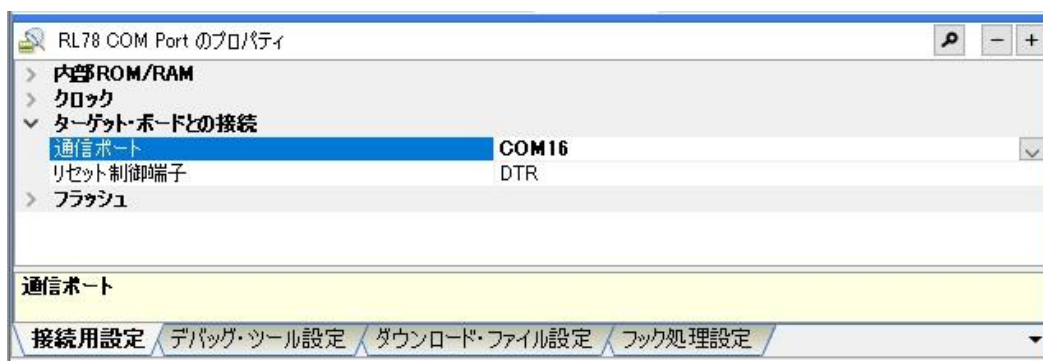 RL78 COM Port のプロパティ
内部ROM/RAM
クロック
ターゲット・ボードとの接続
通信ポート COM16
リセット制御端子 DTR
フラッシュ
通信ポート
接続用設定 デバッグ・ツール設定 ダウンロード・ファイル設定 フック処理設定